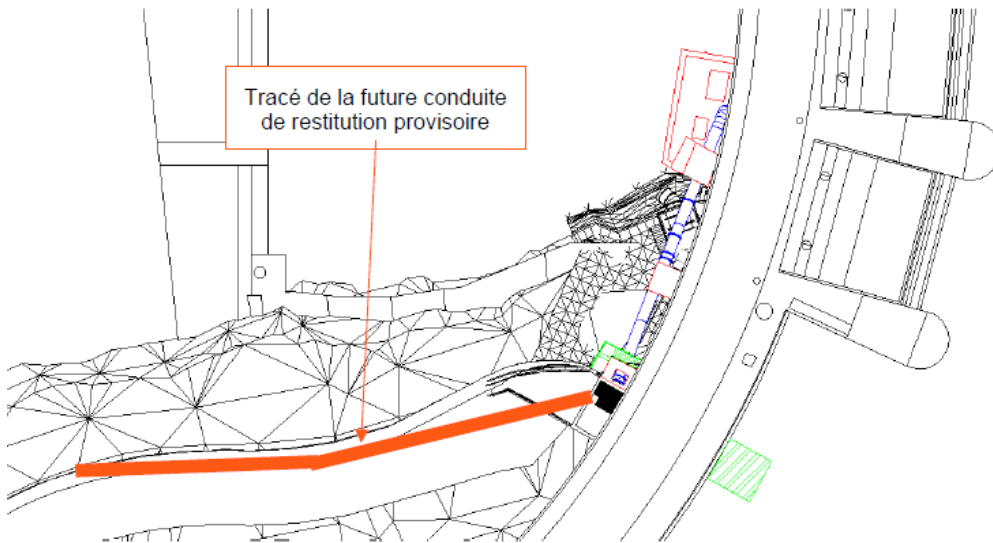 Tracé de la future conduite
de restitution provisoire